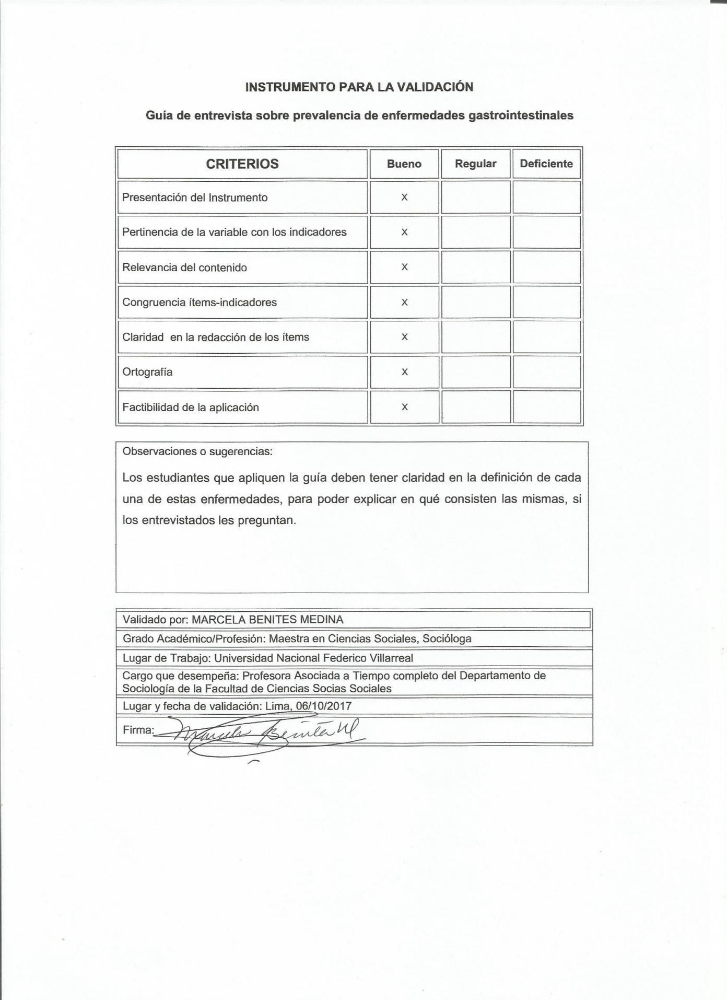 INSTRUMENTO PARA LA VALIDACIÓN
Guía de entrevista sobre prevalencia de enfermedades gastrointestinales
CRITERIOS Bueno Regular Deficiente
Presentación del Instrumento X
Pertinencia de la variable con los indicadores X
Relevancia del contenido X
Congruencia ítems-indicadores X
Claridad en la redacción de los ítems X
Ortografía X
Factibilidad de la aplicación X
Observaciones o sugerencias:
Los estudiantes que apliquen la guía deben tener claridad en la definición de cada
una de estas enfermedades, para poder explicar en qué consisten las mismas, si
los entrevistados les preguntan.
Validado por: MARCELA BENITES MEDINA
Grado Académico/Profesión: Maestra en Ciencias Sociales, Socióloga
Lugar de Trabajo: Universidad Nacional Federico Villarreal
Cargo que desempeña: Profesora Asociada a Tiempo completo del Departamento de
Sociología de la Facultad de Ciencias Socias Sociales
Lugar y fecha de validación: Lima, 06/10/2017
Firma: Marcela Benites M